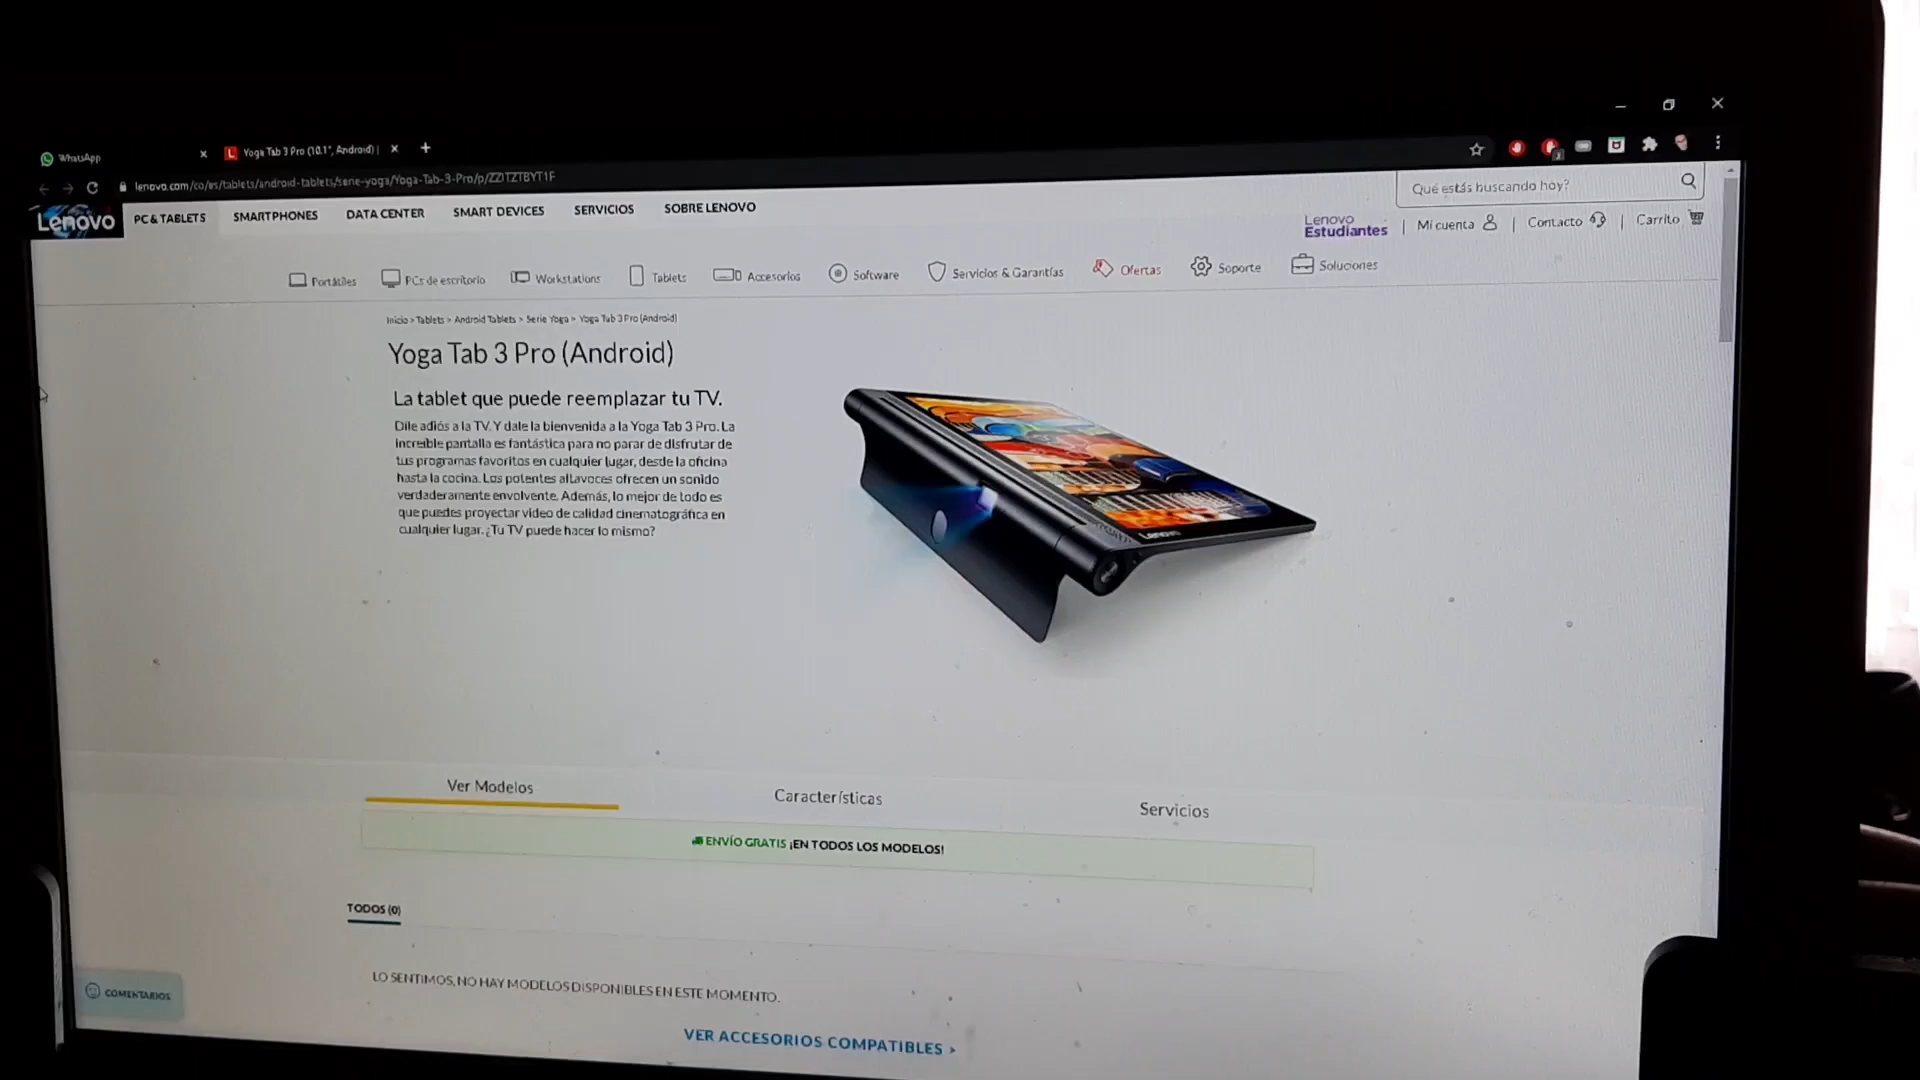 WhatsApp
Yoga Tab 3 Pro (10.1", Android) |
lenovo.com/co/es/tablets/android-tablets/serie-yoga/Yoga-Tab-3-Pro/p/ZZITZTBYT1F
Qué estás buscando hoy?
Lenovo
PC & TABLETS
SMARTPHONES
DATA CENTER
SMART DEVICES
SERVICIOS
SOBRE LENOVO
Lenovo
Estudiantes
| Mi cuenta
| Contacto
| Carrito
Portátiles
PCs de escritorio
Workstations
Tablets
Accesorios
Software
Servicios & Garantías
Ofertas
Soporte
Soluciones
Inicio > Tablets > Android Tablets > Serie Yoga > Yoga Tab 3 Pro (Android)
Yoga Tab 3 Pro (Android)
La tablet que puede reemplazar tu TV.
Dile adiós a la TV. Y dale la bienvenida a la Yoga Tab 3 Pro. La
increíble pantalla es fantástica para no parar de disfrutar de
tus programas favoritos en cualquier lugar, desde la oficina
hasta la cocina. Los potentes altavoces ofrecen un sonido
verdaderamente envolvente. Además, lo mejor de todo es
que puedes proyectar video de calidad cinematográfica en
cualquier lugar. ¿Tu TV puede hacer lo mismo?
Lenovo
Ver Modelos
Características
Servicios
ENVÍO GRATIS ¡EN TODOS LOS MODELOS!
TODOS (0)
LO SENTIMOS, NO HAY MODELOS DISPONIBLES EN ESTE MOMENTO.
COMENTARIOS
VER ACCESORIOS COMPATIBLES >